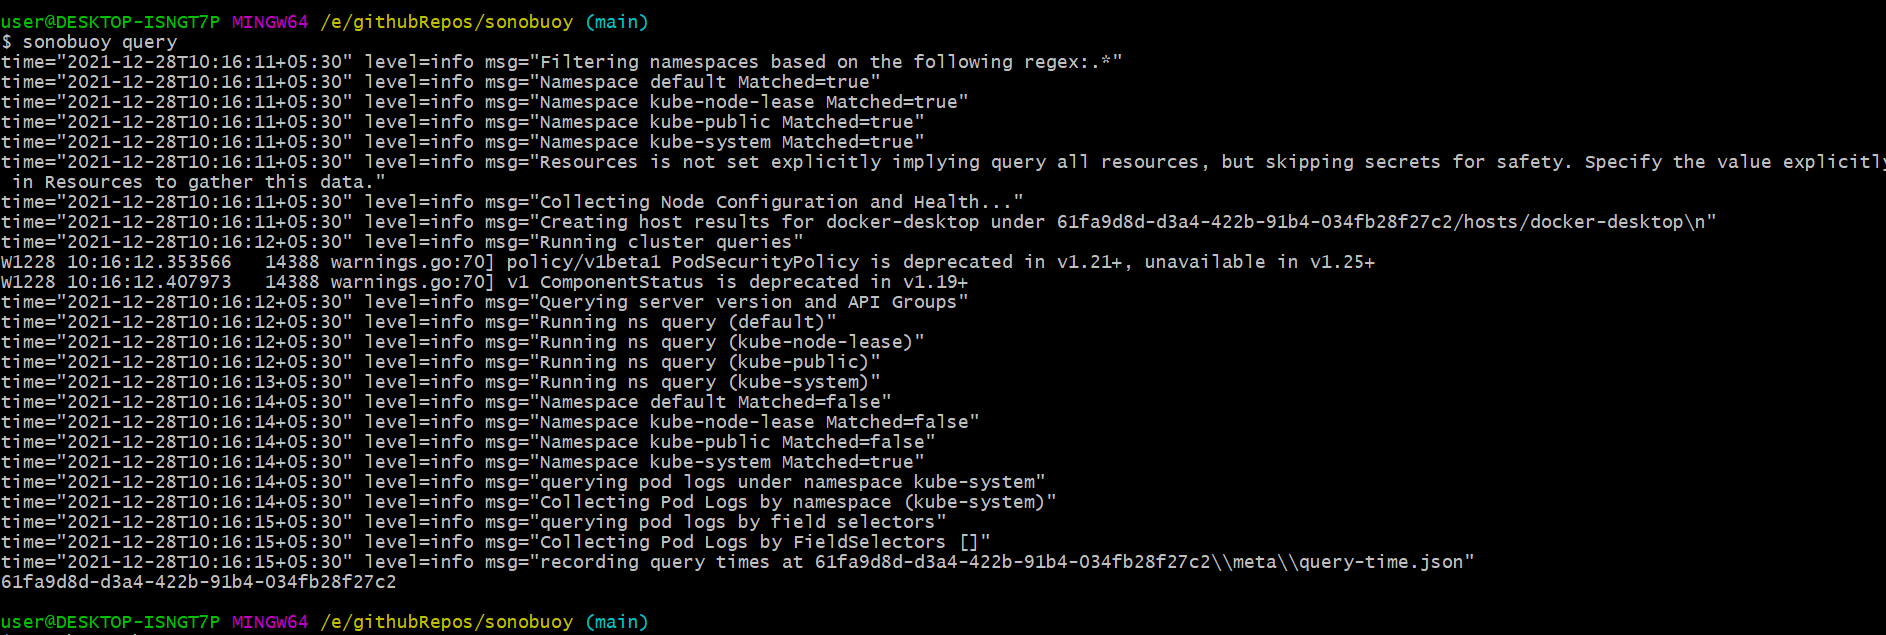 user@DESKTOP-ISNGT7P MINGW64 /e/githubRepos/sonobuoy (main)
$ sonobuoy query
time="2021-12-28T10:16:11+05:30" level=info msg="Filtering namespaces based on the following regex:.*"
time="2021-12-28T10:16:11+05:30" level=info msg="Namespace default Matched=true"
time="2021-12-28T10:16:11+05:30" level=info msg="Namespace kube-node-lease Matched=true"
time="2021-12-28T10:16:11+05:30" level=info msg="Namespace kube-public Matched=true"
time="2021-12-28T10:16:11+05:30" level=info msg="Namespace kube-system Matched=true"
time="2021-12-28T10:16:11+05:30" level=info msg="Resources is not set explicitly implying query all resources, but skipping secrets for safety. Specify the value explicitly
 in Resources to gather this data."
time="2021-12-28T10:16:11+05:30" level=info msg="Collecting Node Configuration and Health..."
time="2021-12-28T10:16:11+05:30" level=info msg="Creating host results for docker-desktop under 61fa9d8d-d3a4-422b-91b4-034fb28f27c2/hosts/docker-desktop\n"
time="2021-12-28T10:16:12+05:30" level=info msg="Running cluster queries"
W1228 10:16:12.353566   14388 warnings.go:70] policy/v1beta1 PodSecurityPolicy is deprecated in v1.21+, unavailable in v1.25+
W1228 10:16:12.407973   14388 warnings.go:70] v1 ComponentStatus is deprecated in v1.19+
time="2021-12-28T10:16:12+05:30" level=info msg="Querying server version and API Groups"
time="2021-12-28T10:16:12+05:30" level=info msg="Running ns query (default)"
time="2021-12-28T10:16:12+05:30" level=info msg="Running ns query (kube-node-lease)"
time="2021-12-28T10:16:12+05:30" level=info msg="Running ns query (kube-public)"
time="2021-12-28T10:16:13+05:30" level=info msg="Running ns query (kube-system)"
time="2021-12-28T10:16:14+05:30" level=info msg="Namespace default Matched=false"
time="2021-12-28T10:16:14+05:30" level=info msg="Namespace kube-node-lease Matched=false"
time="2021-12-28T10:16:14+05:30" level=info msg="Namespace kube-public Matched=false"
time="2021-12-28T10:16:14+05:30" level=info msg="Namespace kube-system Matched=true"
time="2021-12-28T10:16:14+05:30" level=info msg="querying pod logs under namespace kube-system"
time="2021-12-28T10:16:14+05:30" level=info msg="Collecting Pod Logs by namespace (kube-system)"
time="2021-12-28T10:16:15+05:30" level=info msg="querying pod logs by field selectors"
time="2021-12-28T10:16:15+05:30" level=info msg="Collecting Pod Logs by FieldSelectors []"
time="2021-12-28T10:16:15+05:30" level=info msg="recording query times at 61fa9d8d-d3a4-422b-91b4-034fb28f27c2\\meta\\query-time.json"
61fa9d8d-d3a4-422b-91b4-034fb28f27c2
user@DESKTOP-ISNGT7P MINGW64 /e/githubRepos/sonobuoy (main)